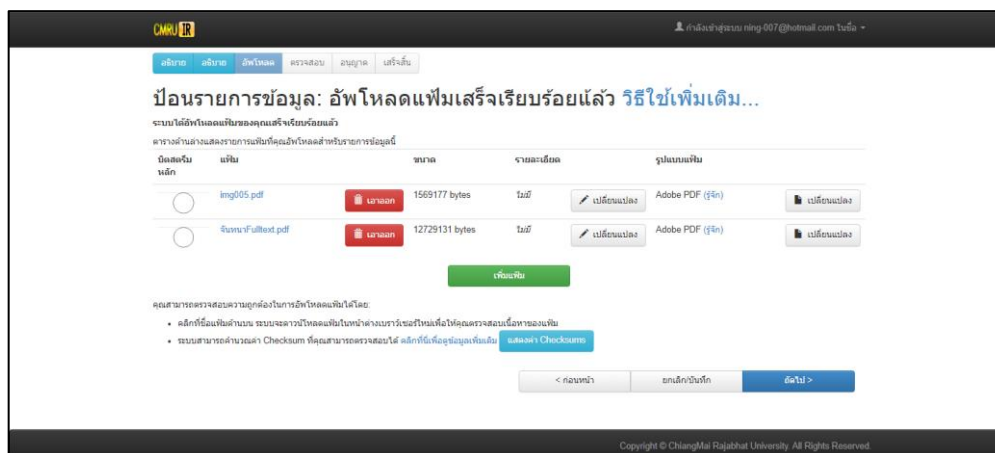 CMRU IR
กำลังเข้าสู่ระบบ ning-007@hotmail.com ในชื่อ
อธิบาย อธิบาย อัพโหลด ตรวจสอบ อนุญาต เสร็จสิ้น
ป้อนรายการข้อมูล: อัพโหลดแฟ้มเสร็จเรียบร้อยแล้ว วิธีใช้เพิ่มเติม...
ระบบได้อัพโหลดแฟ้มของคุณเสร็จเรียบร้อยแล้ว
ตารางด้านล่างแสดงรายการแฟ้มที่คุณอัพโหลดสำหรับรายการข้อมูลนี้
บิตสตรีมหลัก แฟ้ม ขนาด รายละเอียด รูปแบบแฟ้ม
img005.pdf เอาออก 1569177 bytes ไม่มี เปลี่ยนแปลง Adobe PDF (รู้จัก) เปลี่ยนแปลง
จันทนาFulltext.pdf เอาออก 12729131 bytes ไม่มี เปลี่ยนแปลง Adobe PDF (รู้จัก) เปลี่ยนแปลง
เพิ่มแฟ้ม
คุณสามารถตรวจสอบความถูกต้องในการอัพโหลดแฟ้มได้โดย:
คลิกที่ชื่อแฟ้มด้านบน ระบบจะดาวน์โหลดแฟ้มในหน้าต่างเบราว์เซอร์ใหม่เพื่อให้คุณตรวจสอบเนื้อหาของแฟ้ม
ระบบสามารถคำนวณค่า Checksum ที่คุณสามารถตรวจสอบได้ คลิกที่นี่เพื่อดูข้อมูลเพิ่มเติม แสดงค่า Checksums
< ก่อนหน้า ยกเลิก/บันทึก ถัดไป >
Copyright © ChiangMai Rajabhat University. All Rights Reserved.